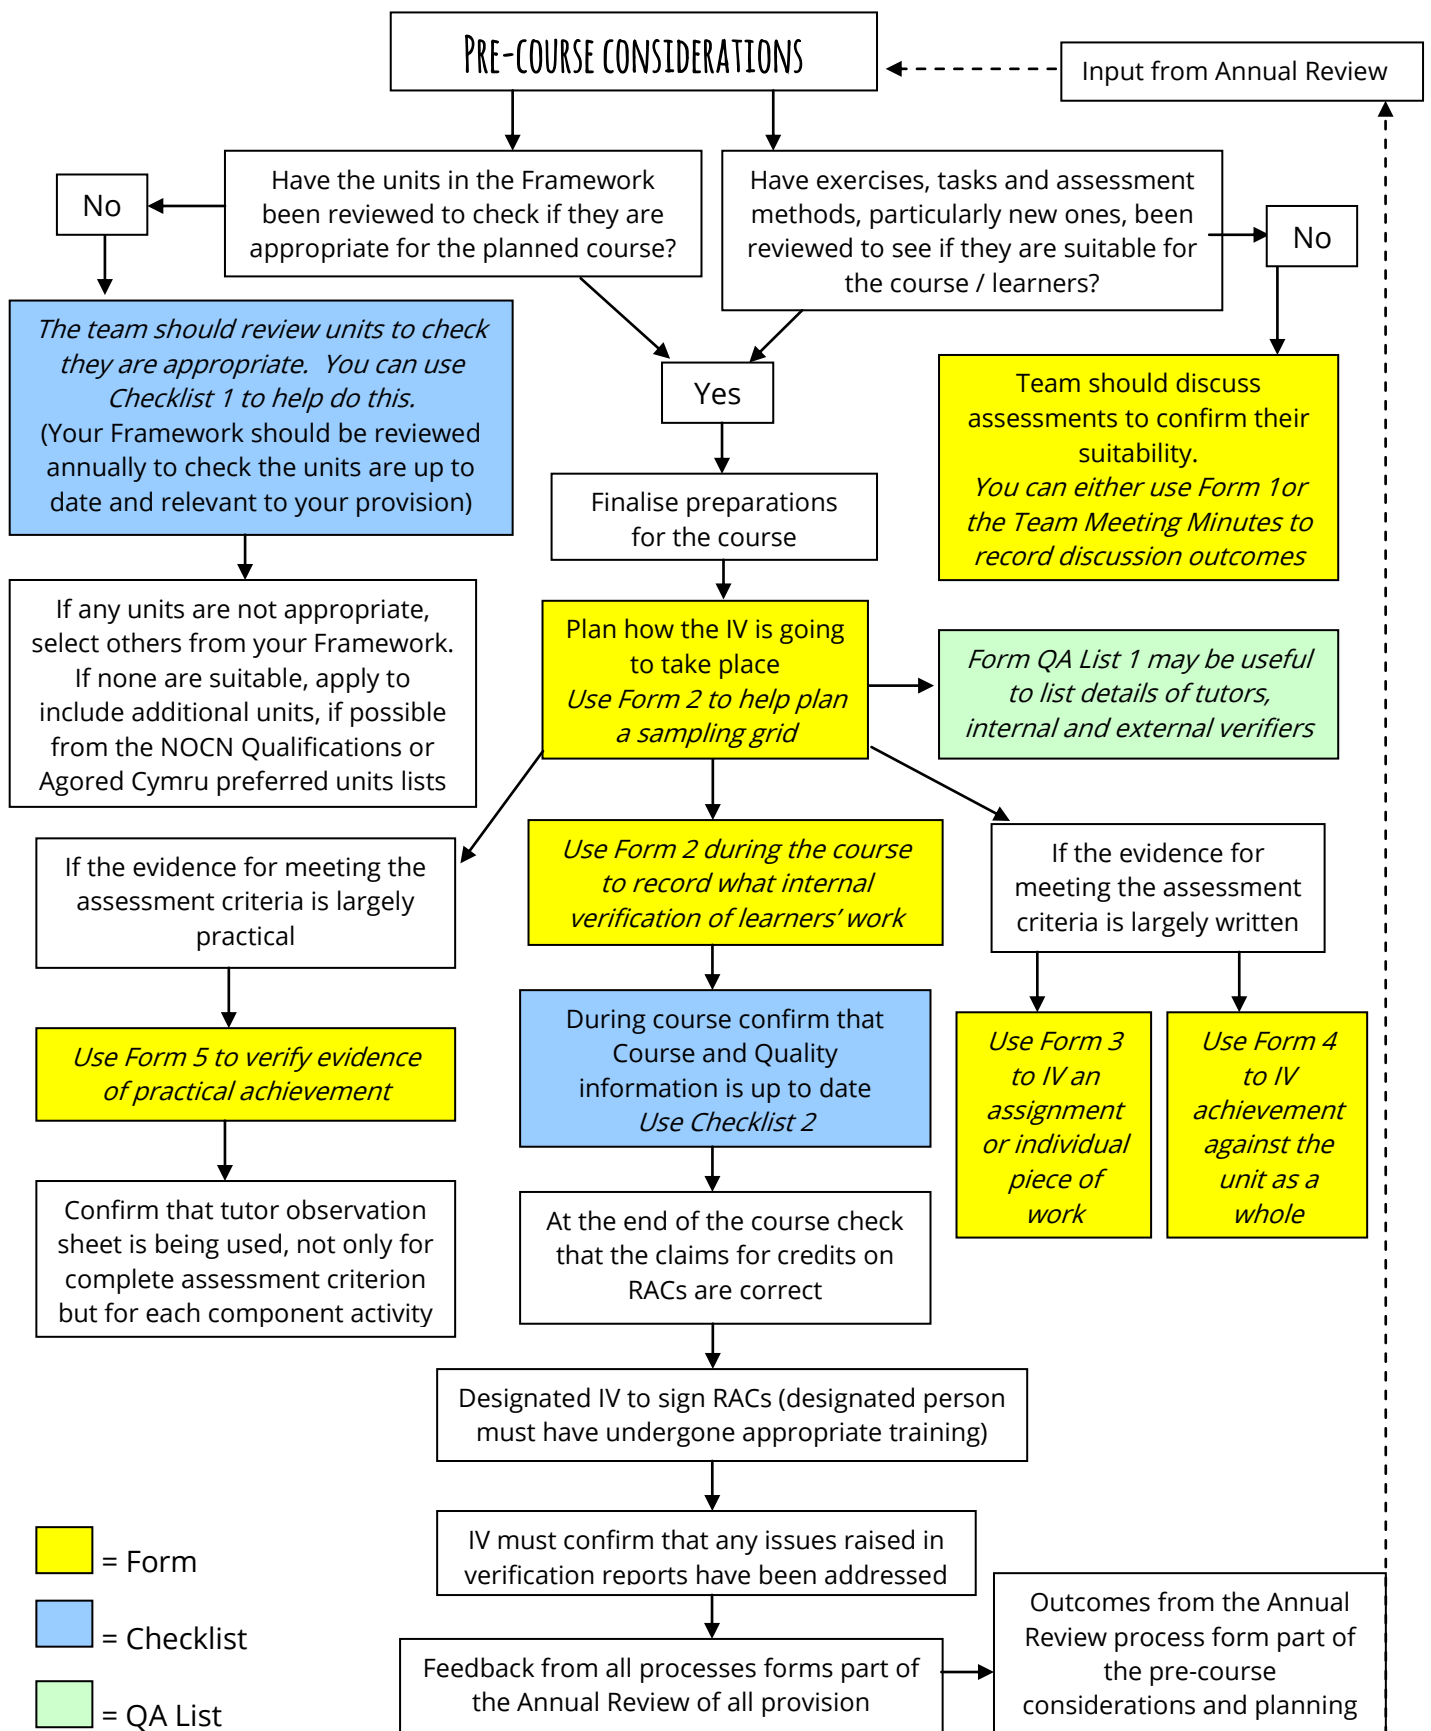 PRE-COURSE CONSIDERATIONS
Input from Annual Review
No
Have the units in the Framework
been reviewed to check if they are
appropriate for the planned course?
Have exercises, tasks and assessment
methods, particularly new ones, been
reviewed to see if they are suitable for
the course / learners?
No
The team should review units to check
they are appropriate. You can use
Checklist 1 to help do this.
(Your Framework should be reviewed
annually to check the units are up to
date and relevant to your provision)
Yes
Team should discuss
assessments to confirm their
suitability.
You can either use Form 1or
the Team Meeting Minutes to
record discussion outcomes
Finalise preparations
for the course
If any units are not appropriate,
select others from your Framework.
If none are suitable, apply to
include additional units, if possible
from the NOCN Qualifications or
Agored Cymru preferred units lists
Plan how the IV is going
to take place
Use Form 2 to help plan
a sampling grid
Form QA List 1 may be useful
to list details of tutors,
internal and external verifiers
If the evidence for meeting the
assessment criteria is largely
practical
Use Form 2 during the course
to record what internal
verification of learners' work
If the evidence for
meeting the assessment
criteria is largely written
Use Form 5 to verify evidence
of practical achievement
During course confirm that
Course and Quality
information is up to date
Use Checklist 2
Use Form 3
to IV an
assignment
or individual
piece of
work
Use Form 4
to IV
achievement
against the
unit as a
whole
Confirm that tutor observation
sheet is being used, not only for
complete assessment criterion
but for each component activity
At the end of the course check
that the claims for credits on
RACs are correct
Designated IV to sign RACs (designated person
must have undergone appropriate training)
IV must confirm that any issues raised in
verification reports have been addressed
= Form
= Checklist
= QA List
Feedback from all processes forms part of
the Annual Review of all provision
Outcomes from the Annual
Review process form part of
the pre-course
considerations and planning